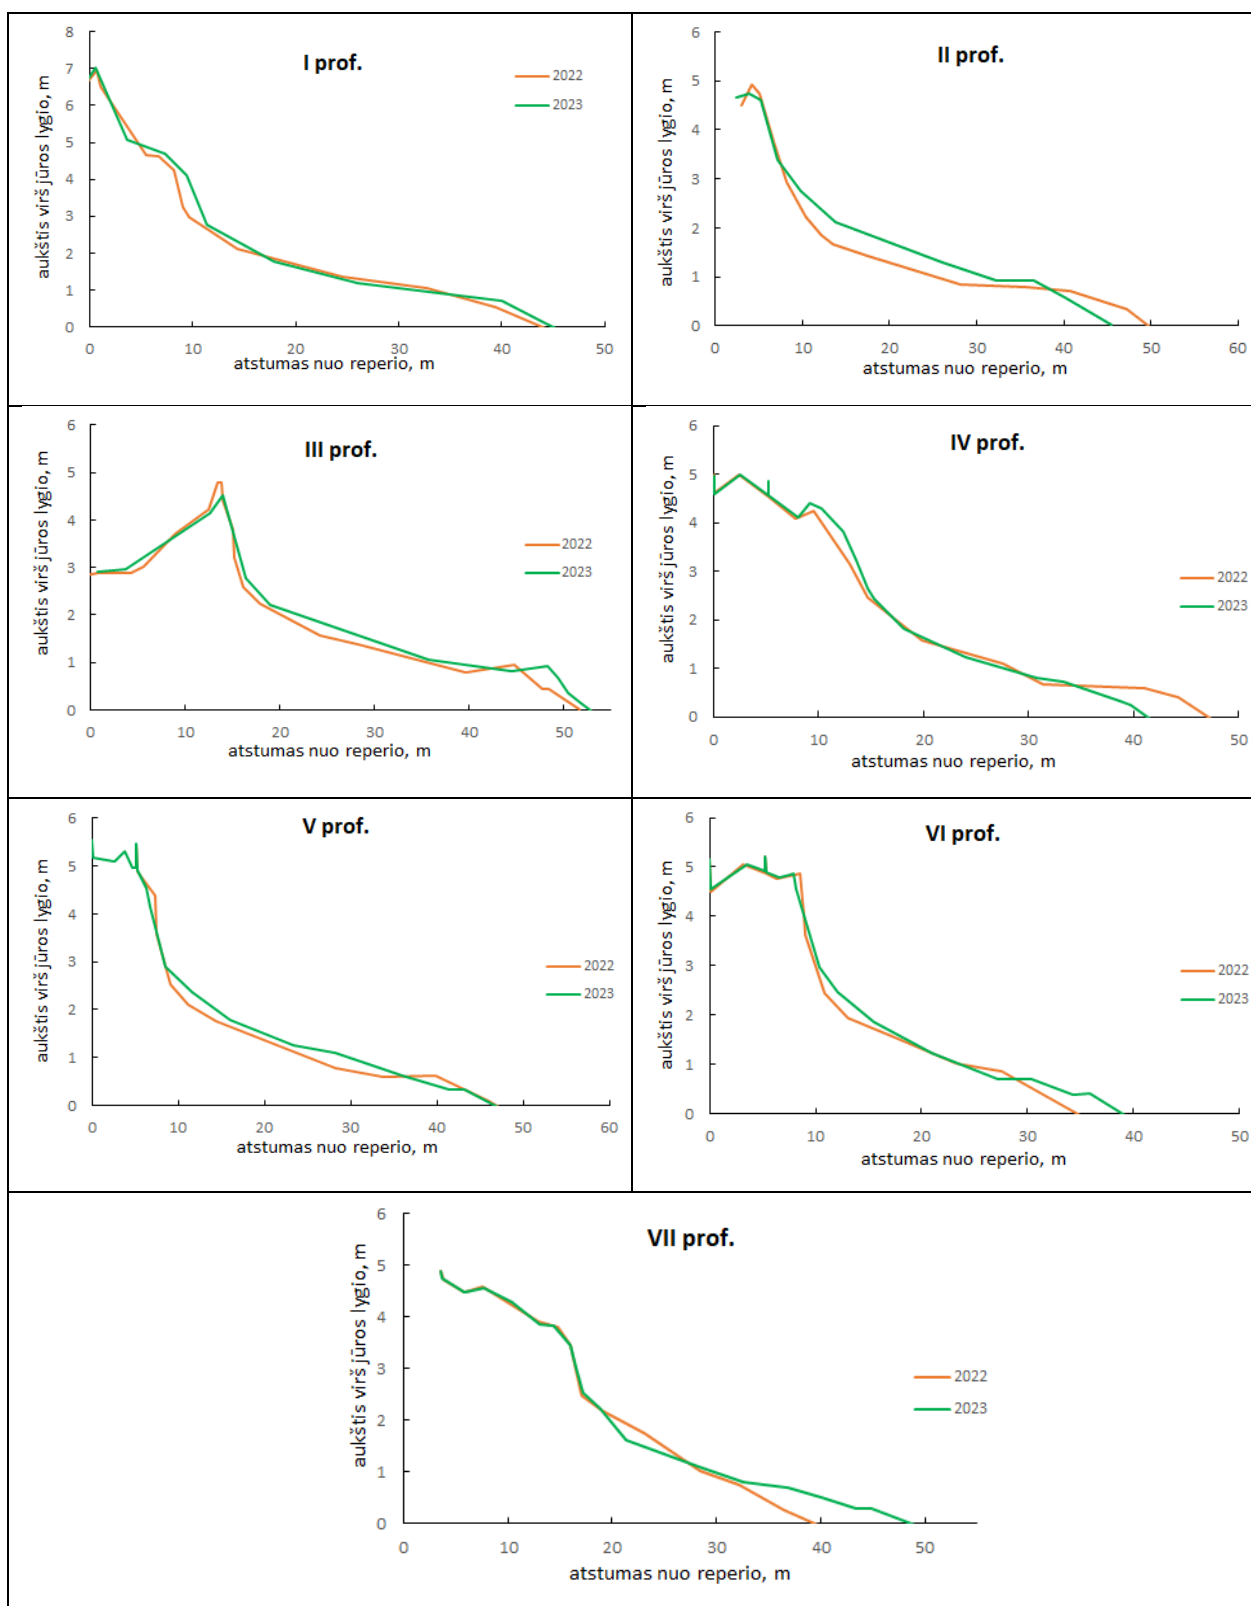 I prof.
aukštis virš jūros lygio, m
8
7
6
5
4
3
2
1
0
0 10 20 30 40 50
atstumas nuo reperio, m
2022
2023
II prof.
aukštis virš jūros lygio, m
6
5
4
3
2
1
0
0 10 20 30 40 50 60
atstumas nuo reperio, m
2022
2023
III prof.
aukštis virš jūros lygio, m
6
5
4
3
2
1
0
0 10 20 30 40 50
atstumas nuo reperio, m
2022
2023
IV prof.
aukštis virš jūros lygio, m
6
5
4
3
2
1
0
0 10 20 30 40 50
atstumas nuo reperio, m
2022
2023
V prof.
aukštis virš jūros lygio, m
6
5
4
3
2
1
0
0 10 20 30 40 50 60
atstumas nuo reperio, m
2022
2023
VI prof.
aukštis virš jūros lygio, m
6
5
4
3
2
1
0
0 10 20 30 40 50
atstumas nuo reperio, m
2022
2023
VII prof.
aukštis virš jūros lygio, m
6
5
4
3
2
1
0
0 10 20 30 40 50
atstumas nuo reperio, m
2022
2023